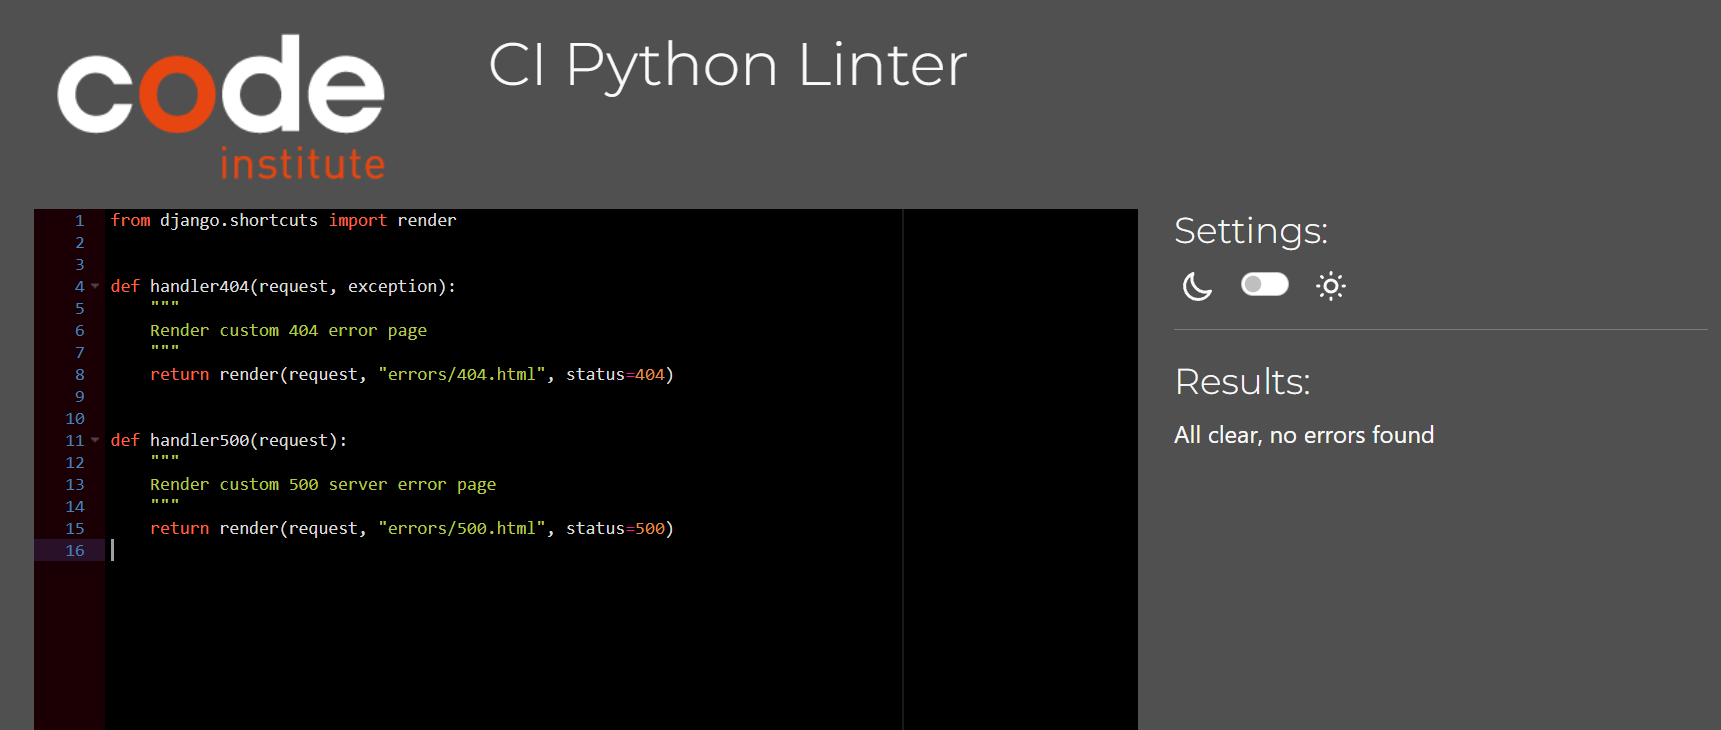 code
institute
CI Python Linter
1 from django.shortcuts import render
2
3
4 def handler404(request, exception):
5     """
6     Render custom 404 error page
7     """
8     return render(request, "errors/404.html", status=404)
9
10
11 def handler500(request):
12     """
13     Render custom 500 server error page
14     """
15     return render(request, "errors/500.html", status=500)
16
Settings:
Results:
All clear, no errors found